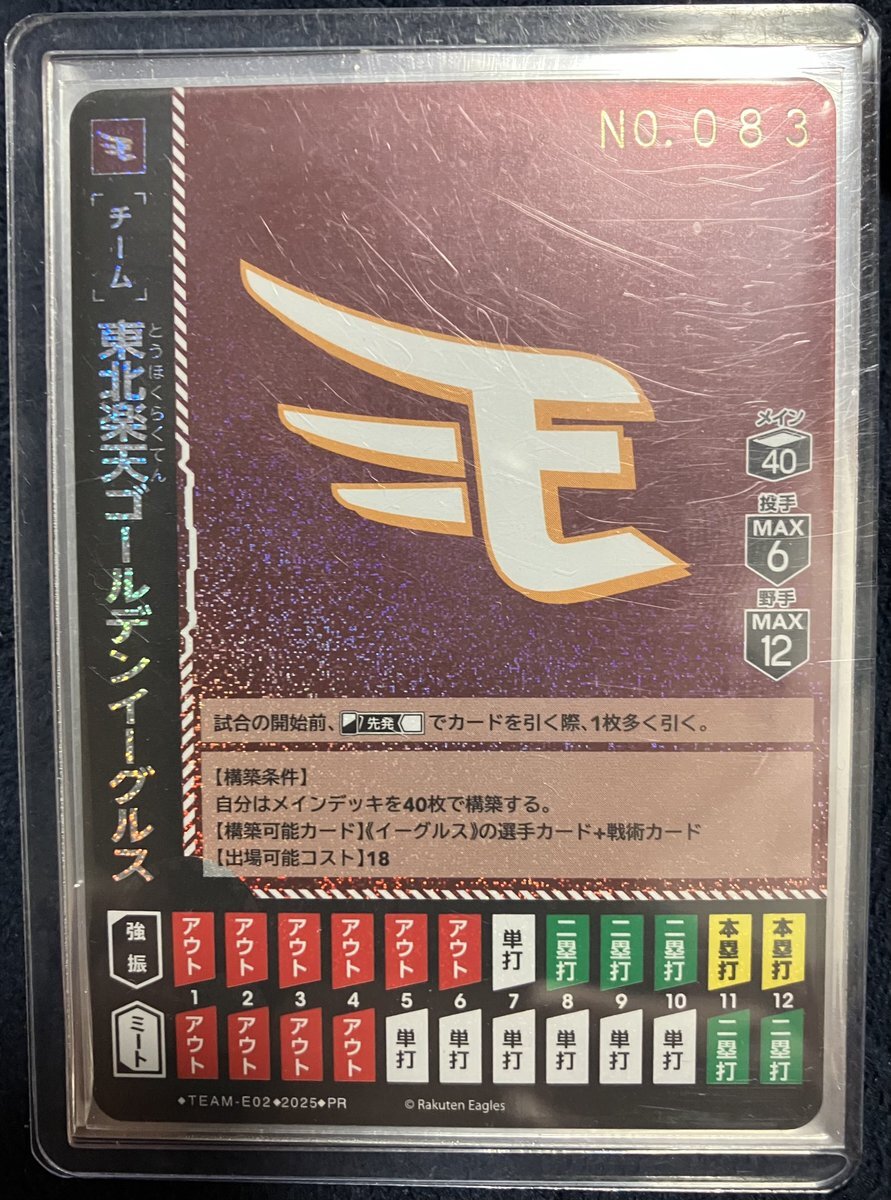 NO.083
チーム
東北楽天ゴールデンイーグルス
とうほくらくてん
メイン
40
投手
MAX
6
野手
MAX
12
試合の開始前、先発でカードを引く際、1枚多く引く。
【構築条件】
自分はメインデッキを40枚で構築する。
【構築可能カード】《イーグルス》の選手カード+戦術カード
【出場可能コスト】18
強振 アウト アウト アウト アウト アウト アウト 単打 二塁打 二塁打 二塁打 本塁打 本塁打
1 2 3 4 5 6 7 8 9 10 11 12
ミート アウト アウト アウト アウト 単打 単打 単打 単打 単打 単打 二塁打 二塁打
◆TEAM-E02◆2025◆PR © Rakuten Eagles